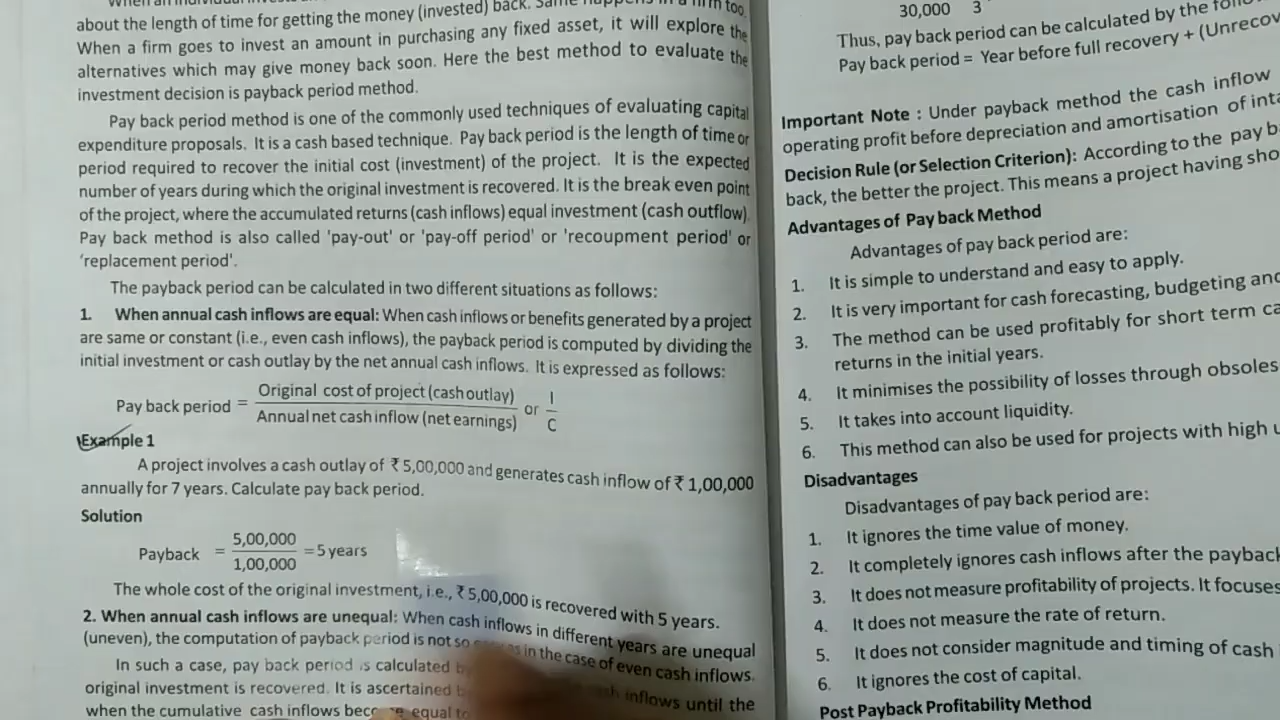 about the length of time for getting the money (invested) back.
When a firm goes to invest an amount in purchasing any fixed asset, it will explore the
alternatives which may give money back soon. Here the best method to evaluate the
investment decision is payback period method.
Pay back period method is one of the commonly used techniques of evaluating capital
expenditure proposals. It is a cash based technique. Pay back period is the length of time or
period required to recover the initial cost (investment) of the project. It is the expected
number of years during which the original investment is recovered. It is the break even point
of the project, where the accumulated returns (cash inflows) equal investment (cash outflow).
Pay back method is also called 'pay-out' or 'pay-off period' or 'recoupment period' or
'replacement period'.
The payback period can be calculated in two different situations as follows:
1. When annual cash inflows are equal: When cash inflows or benefits generated by a project
are same or constant (i.e., even cash inflows), the payback period is computed by dividing the
initial investment or cash outlay by the net annual cash inflows. It is expressed as follows:
Pay back period = Original cost of project (cash outlay) / Annual net cash inflow (net earnings) or I / C
Example 1
A project involves a cash outlay of ₹ 5,00,000 and generates cash inflow of ₹ 1,00,000
annually for 7 years. Calculate pay back period.
Solution
Payback = 5,00,000 / 1,00,000 = 5 years
The whole cost of the original investment, i.e., ₹ 5,00,000 is recovered with 5 years.
2. When annual cash inflows are unequal: When cash inflows in different years are unequal
(uneven), the computation of payback period is not so in the case of even cash inflows.
In such a case, pay back period is calculated
original investment is recovered. It is ascertained cash inflows until the
when the cumulative cash inflows become equal to
30,000 3
Thus, pay back period can be calculated by the
Pay back period = Year before full recovery + (Unrecov
Important Note : Under payback method the cash inflow
operating profit before depreciation and amortisation of
Decision Rule (or Selection Criterion): According to the pay b
back, the better the project. This means a project having sho
Advantages of Pay back Method
Advantages of pay back period are:
1. It is simple to understand and easy to apply.
2. It is very important for cash forecasting, budgeting and
3. The method can be used profitably for short term ca
returns in the initial years.
4. It minimises the possibility of losses through obsoles
5. It takes into account liquidity.
6. This method can also be used for projects with high u
Disadvantages
Disadvantages of pay back period are:
1. It ignores the time value of money.
2. It completely ignores cash inflows after the payback
3. It does not measure profitability of projects. It focuses
4. It does not measure the rate of return.
5. It does not consider magnitude and timing of cash
6. It ignores the cost of capital.
Post Payback Profitability Method